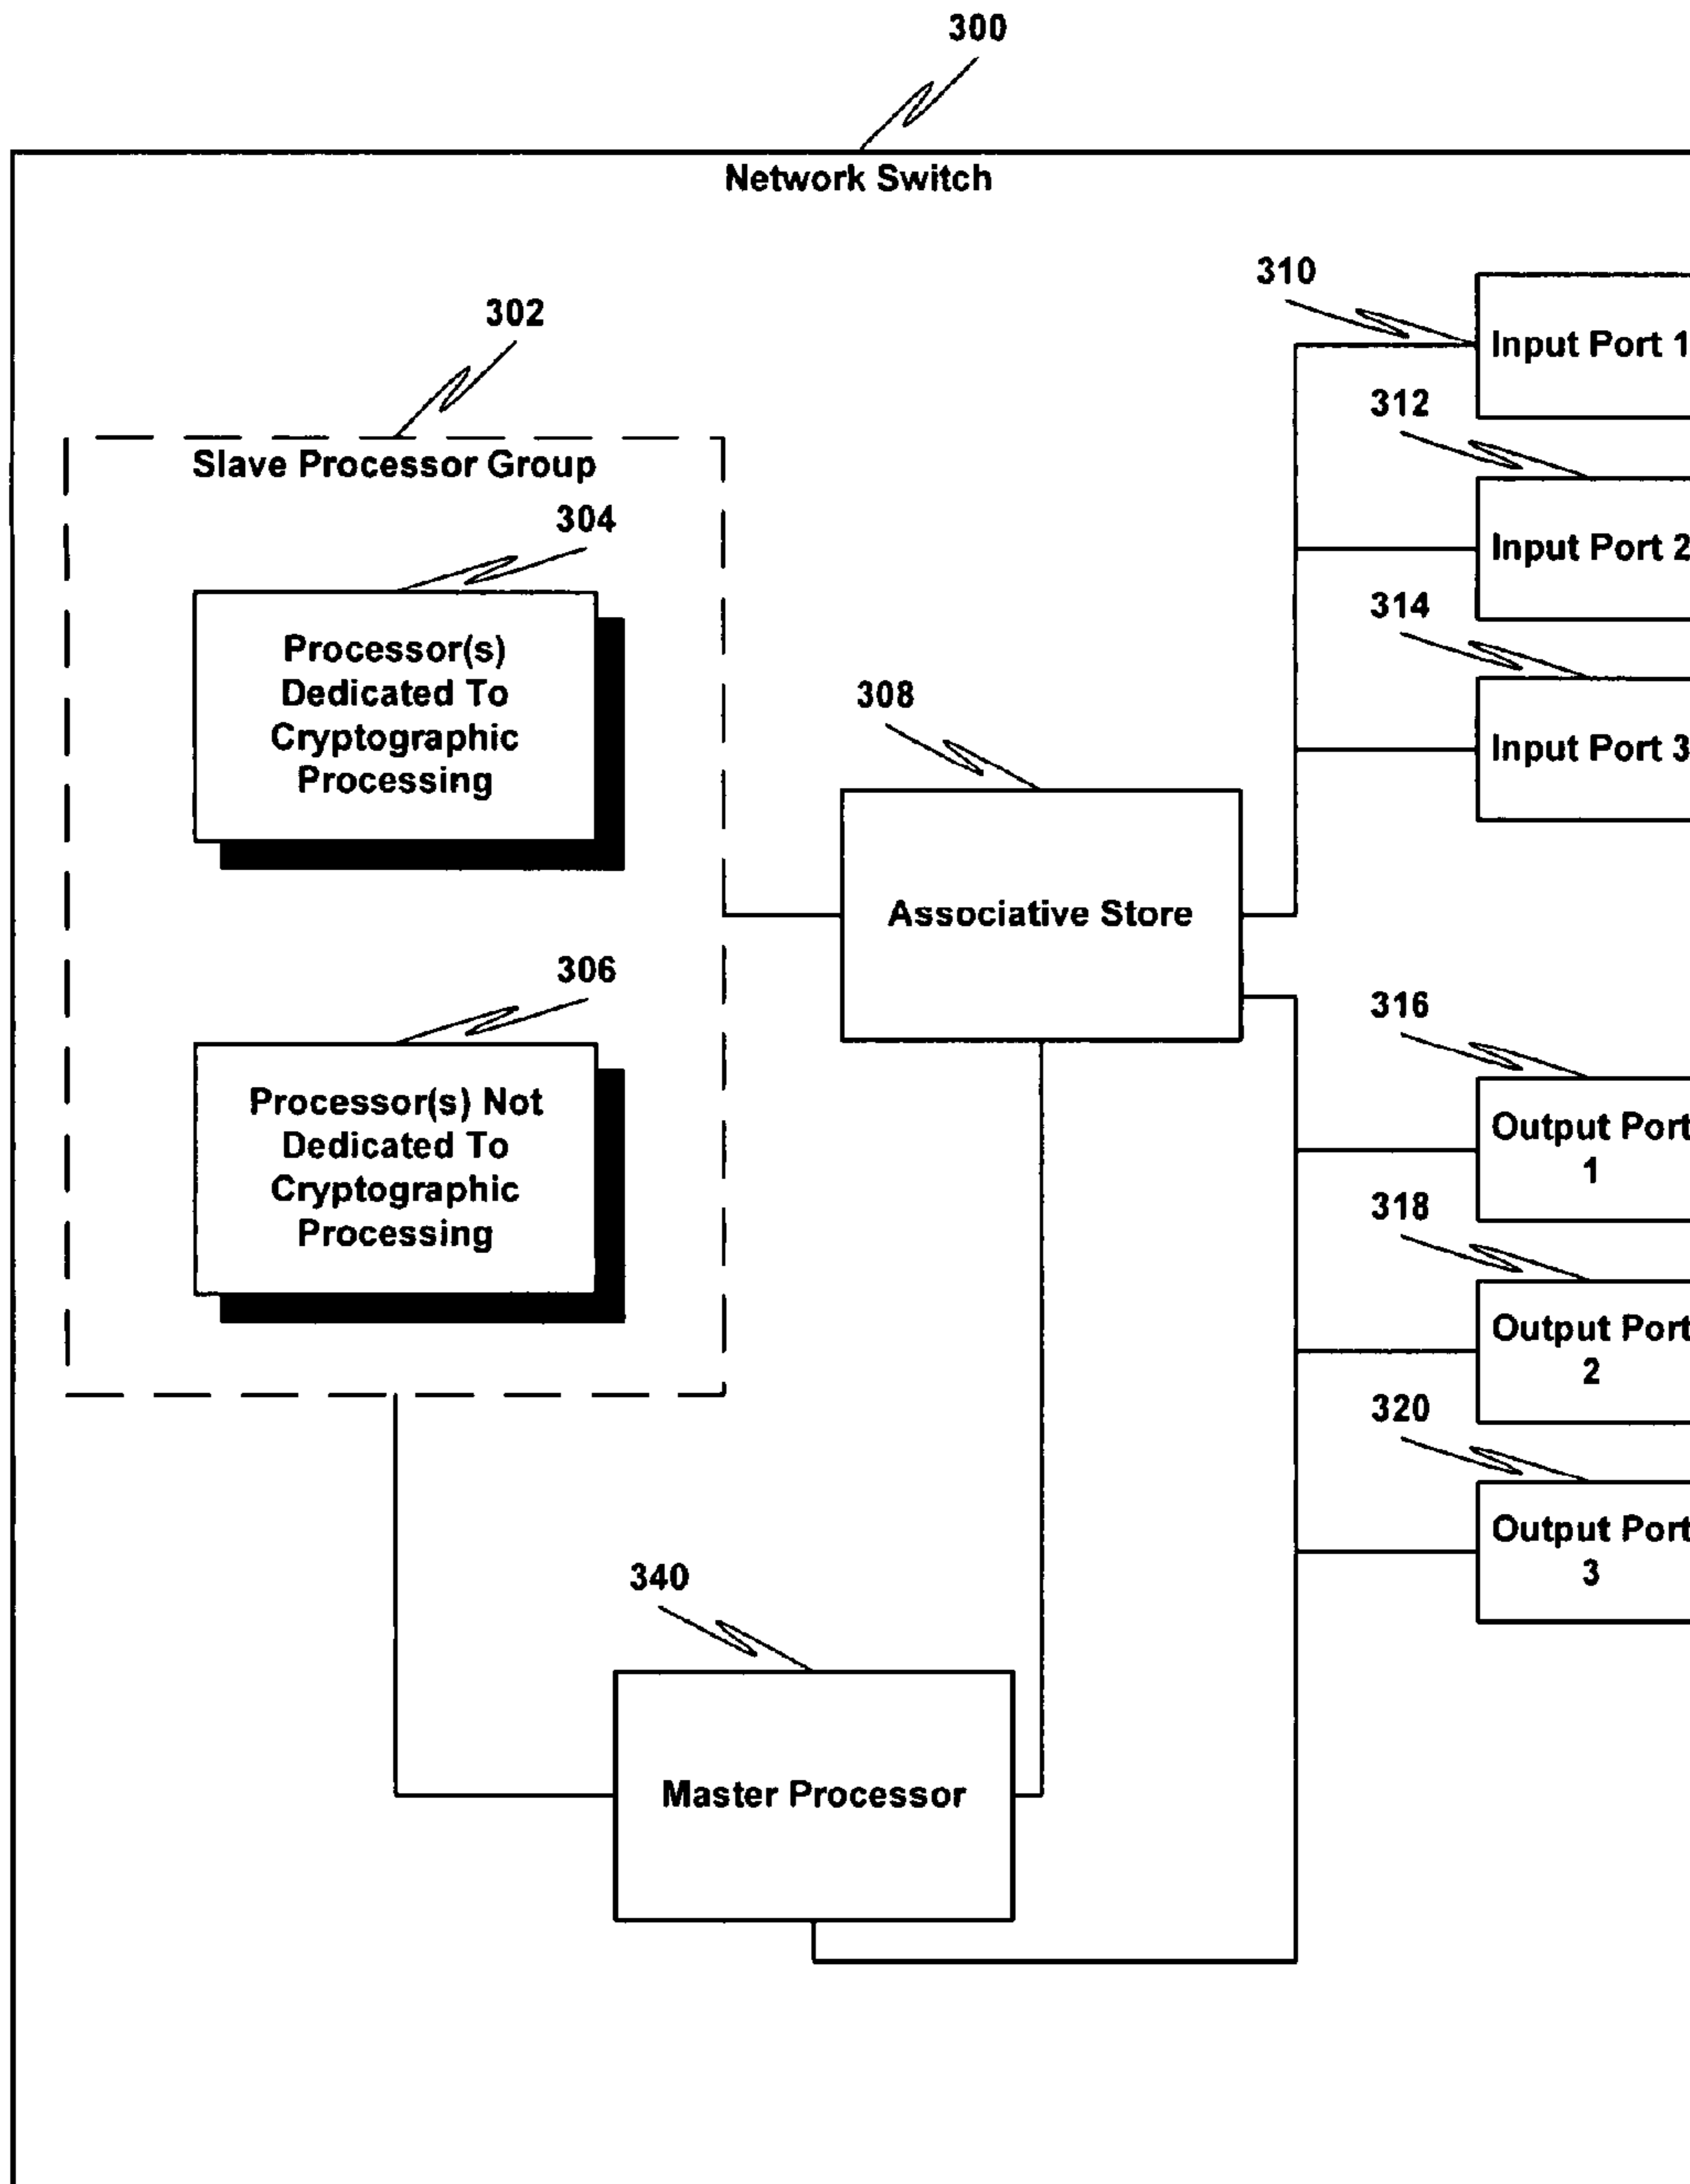 300
Network Switch
310
Input Port 1
302
312
Slave Processor Group
Input Port 2
304
314
Processor(s)
Dedicated To
Cryptographic
Processing
308
Input Port 3
Associative Store
306
316
Processor(s) Not
Dedicated To
Cryptographic
Processing
Output Port
1
318
Output Port
2
320
Output Port
3
340
Master Processor